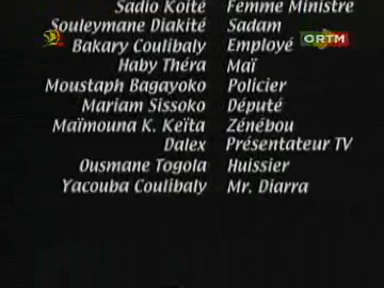 Sadio Koïté Femme Ministre
Souleymane Diakité Sadam
ORTM
Bakary Coulibaly Employé
Haby Théra Maï
Moustaph Bagayoko Policier
Mariam Sissoko Député
Maïmouna K. Keïta Zénébou
Dalex Présentateur TV
Ousmane Togola Huissier
Yacouba Coulibaly Mr. Diarra